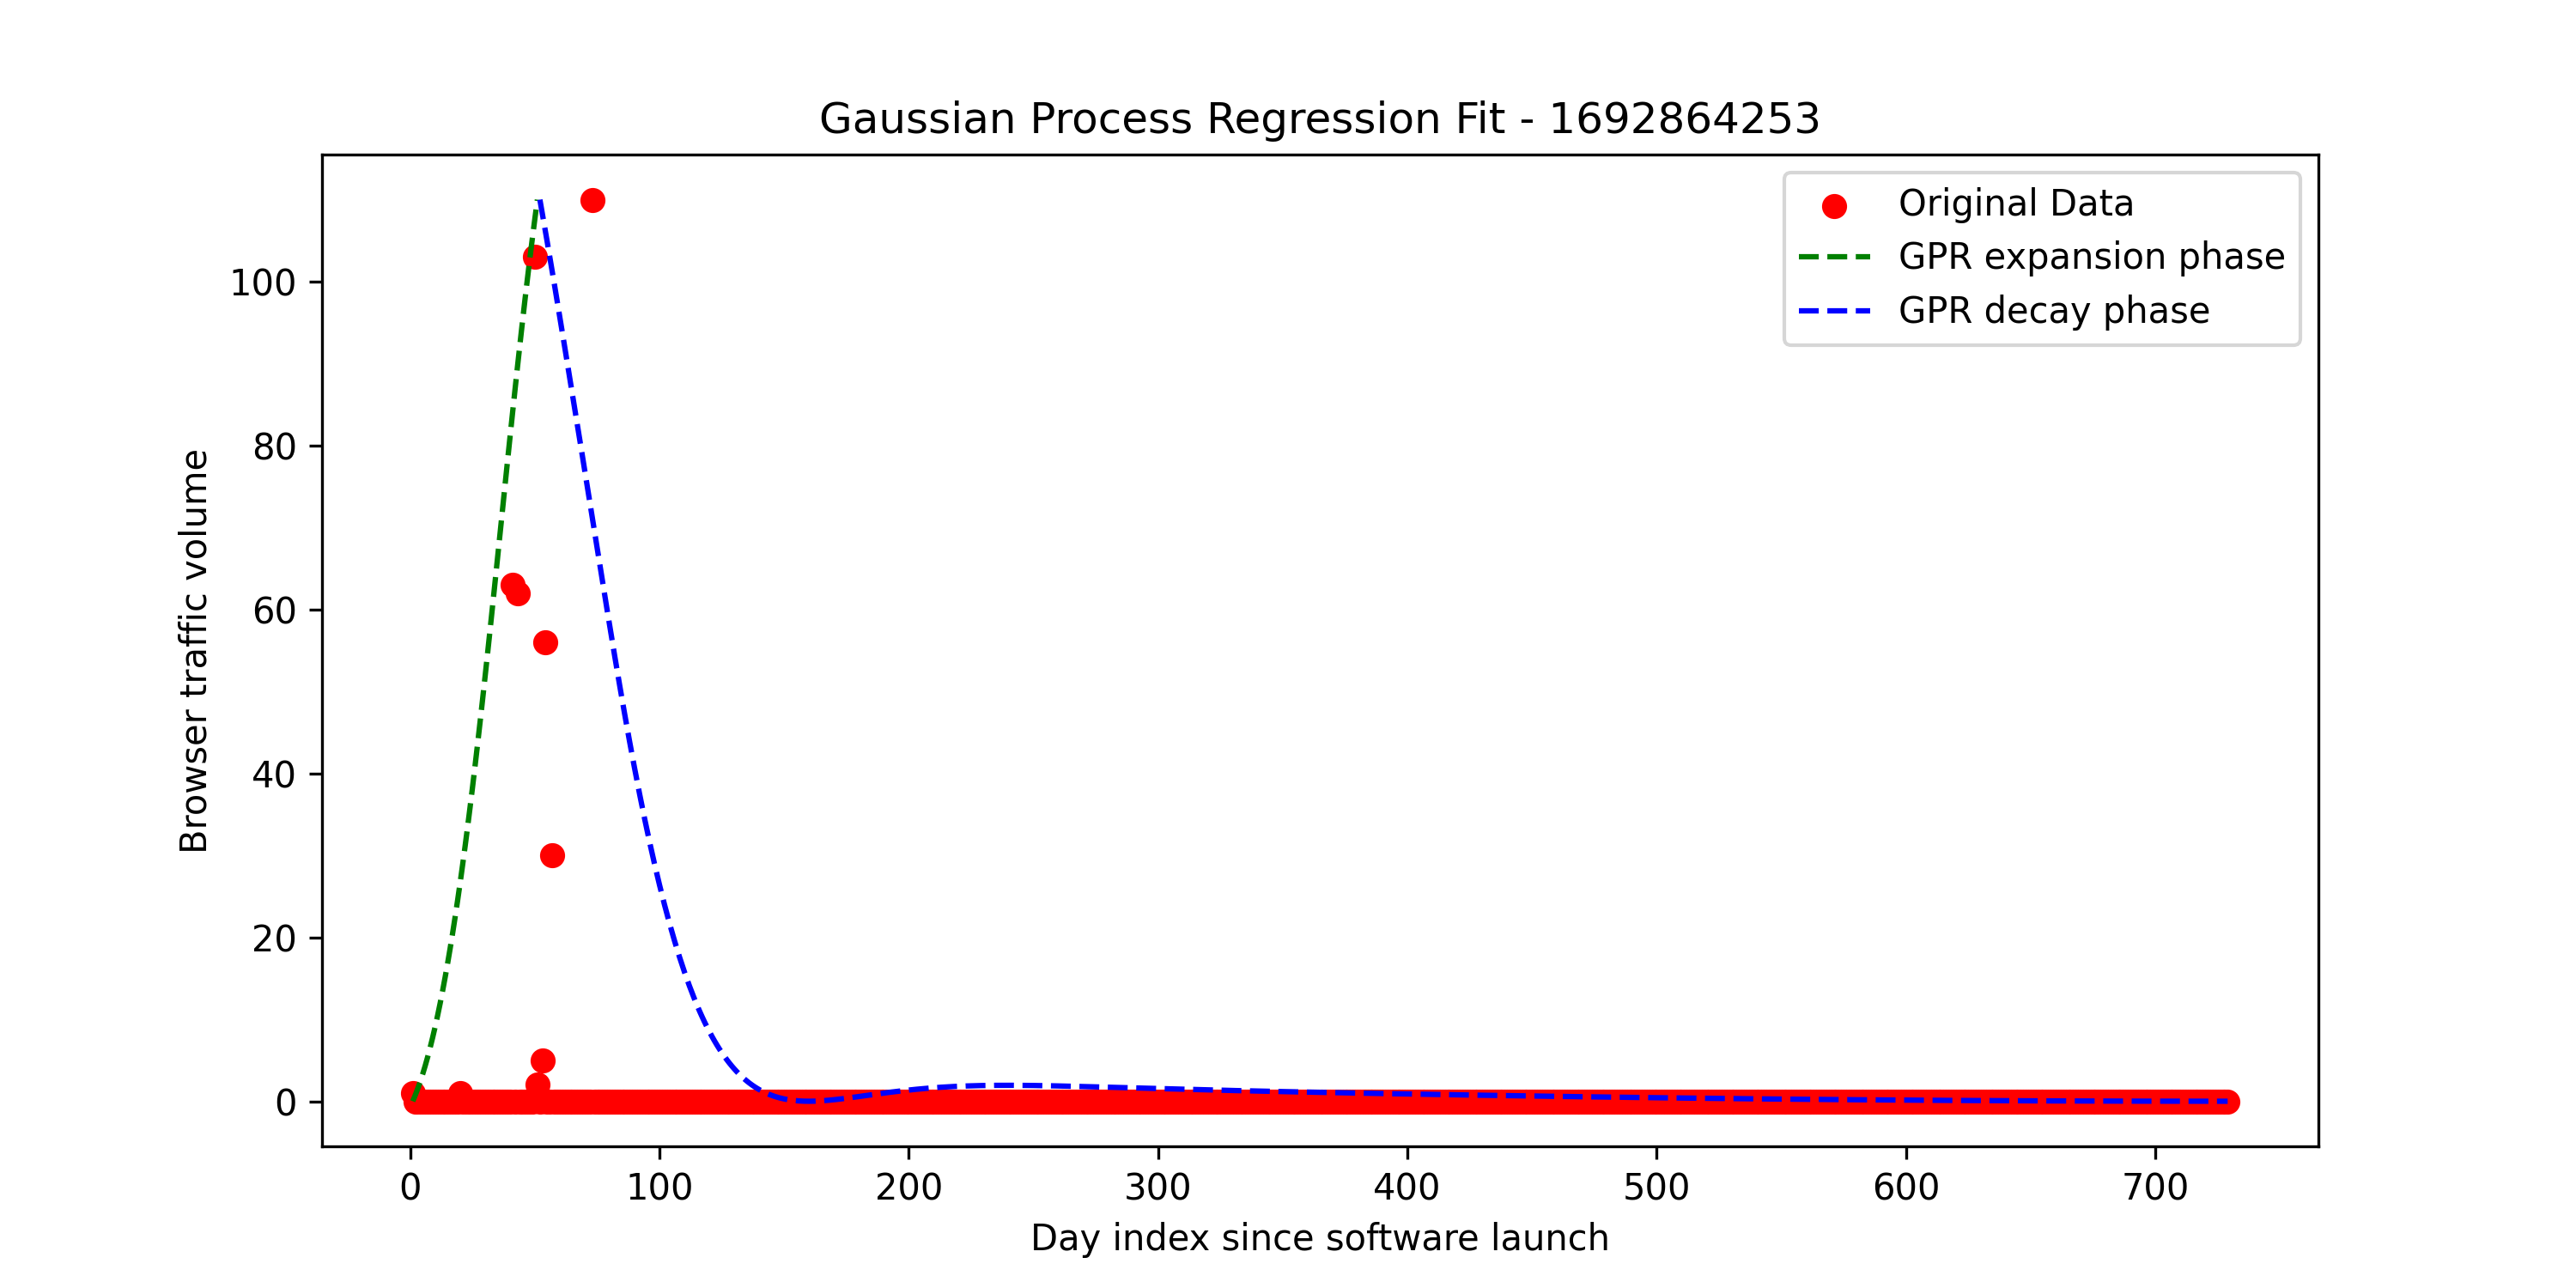 Gaussian Process Regression Fit - 1692864253
Original Data
GPR expansion phase
GPR decay phase
100
80
60
40
20
0
Browser traffic volume
0 100 200 300 400 500 600 700
Day index since software launch